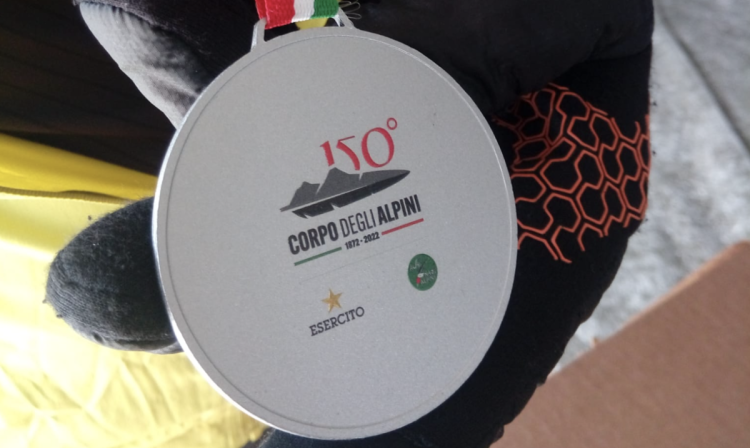 150°
CORPO DEGLI ALPINI
1872 - 2022
ESERCITO